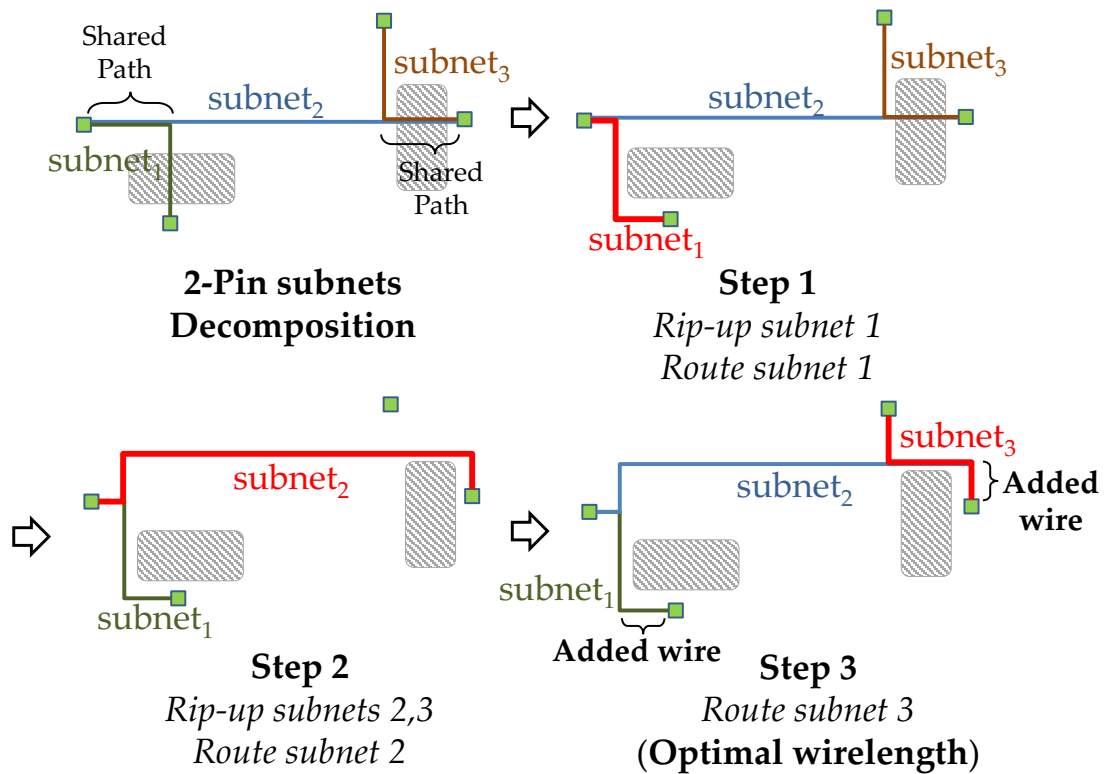 Shared
Path
subnet3
subnet2
subnet1
Shared
Path
2-Pin subnets
Decomposition
subnet3
subnet2
subnet1
Step 1
Rip-up subnet 1
Route subnet 1
subnet2
subnet1
Step 2
Rip-up subnets 2,3
Route subnet 2
subnet3
subnet2
Added
wire
subnet1
Added wire
Step 3
Route subnet 3
(Optimal wirelength)